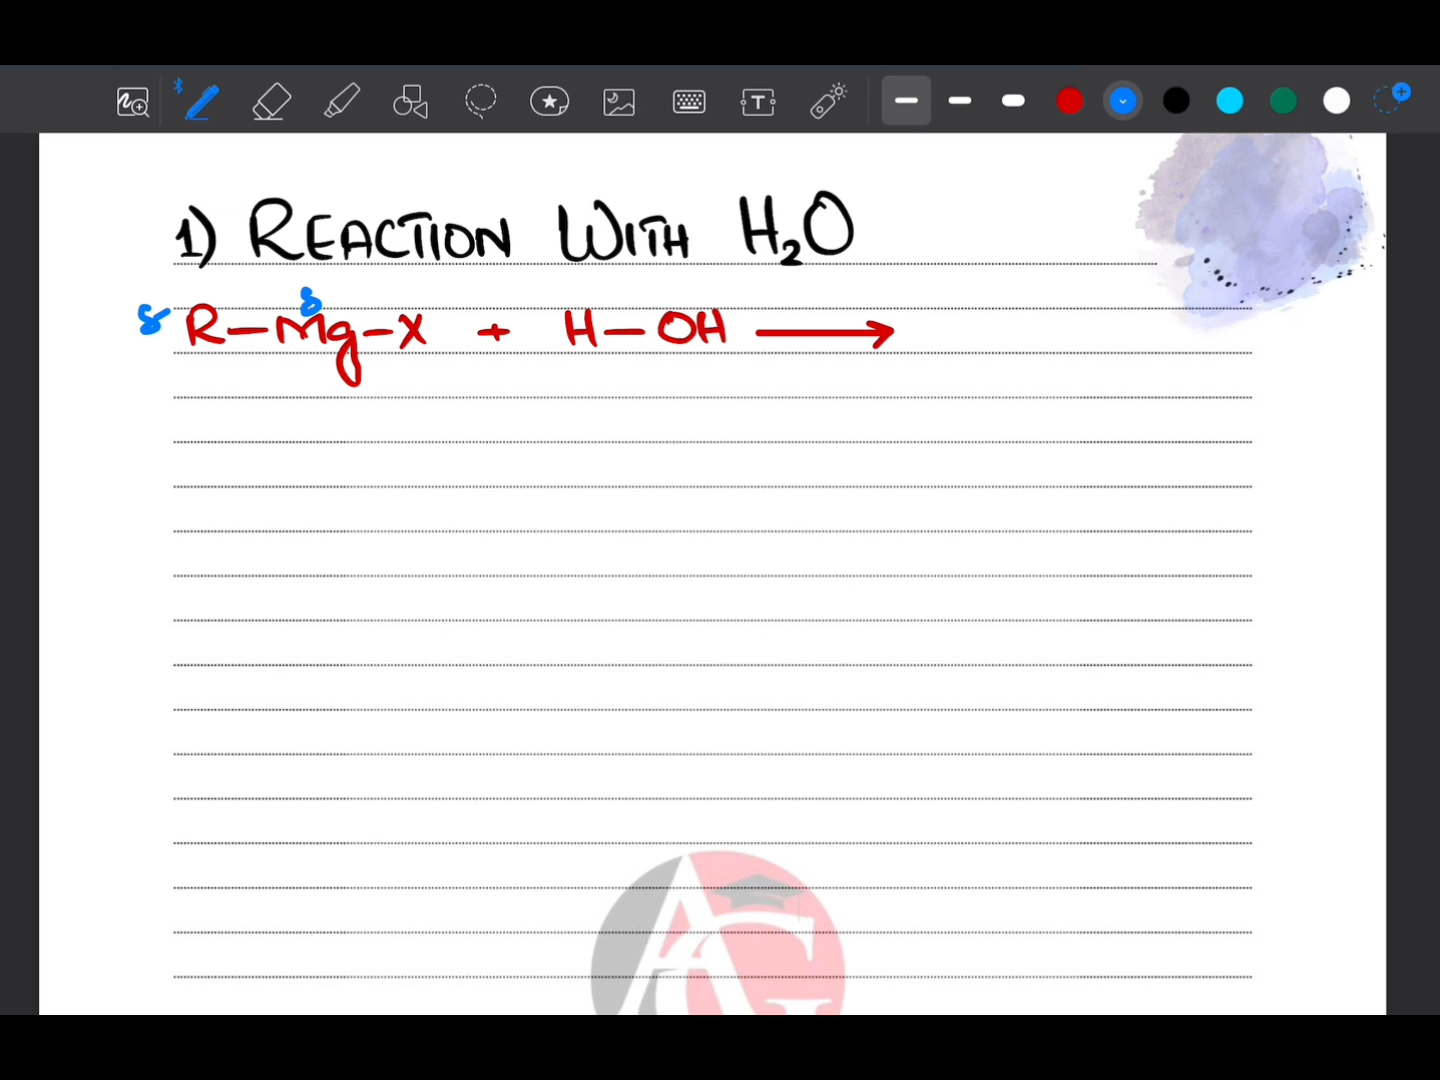 1) REACTION WITH H₂O
δ⁻ R—Mg—X + H—OH ⟶
δ